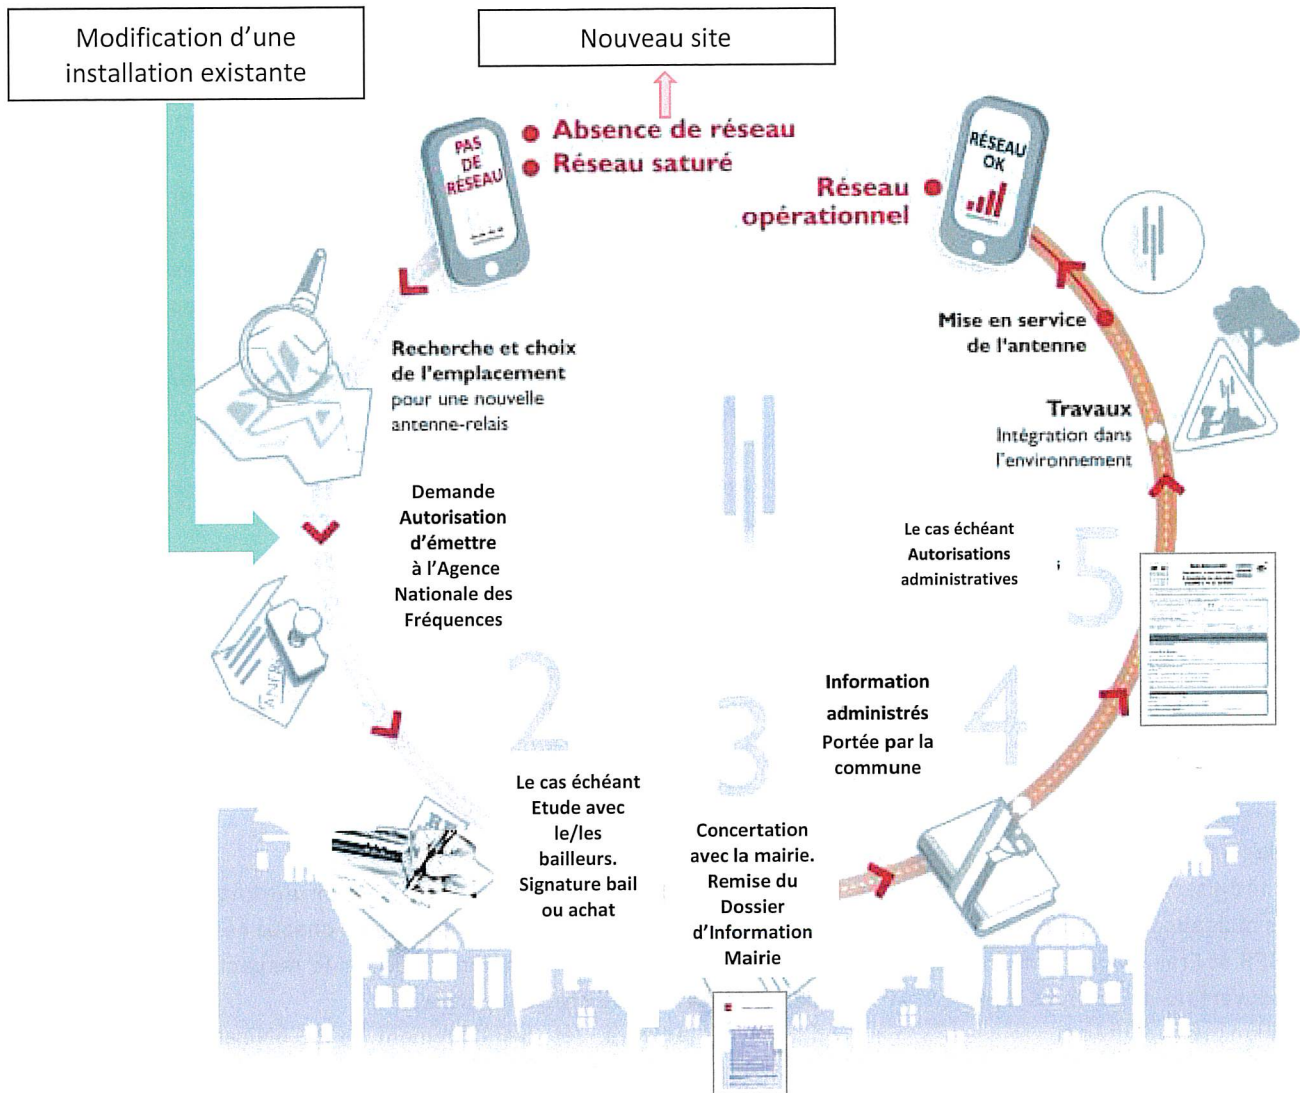 Modification d’une
installation existante
Nouveau site
PAS
DE
RÉSEAU
Absence de réseau
Réseau saturé
RÉSEAU
OK
Réseau
opérationnel
Recherche et choix
de l'emplacement
pour une nouvelle
antenne-relais
Mise en service
de l'antenne
Travaux
Intégration dans
l'environnement
Demande
Autorisation
d’émettre
à l’Agence
Nationale des
Fréquences
ANFR
Le cas échéant
Autorisations
administratives
;
5
2
3
4
Information
administrés
Portée par la
commune
Le cas échéant
Etude avec
le/les
bailleurs.
Signature bail
ou achat
Concertation
avec la mairie.
Remise du
Dossier
d’Information
Mairie